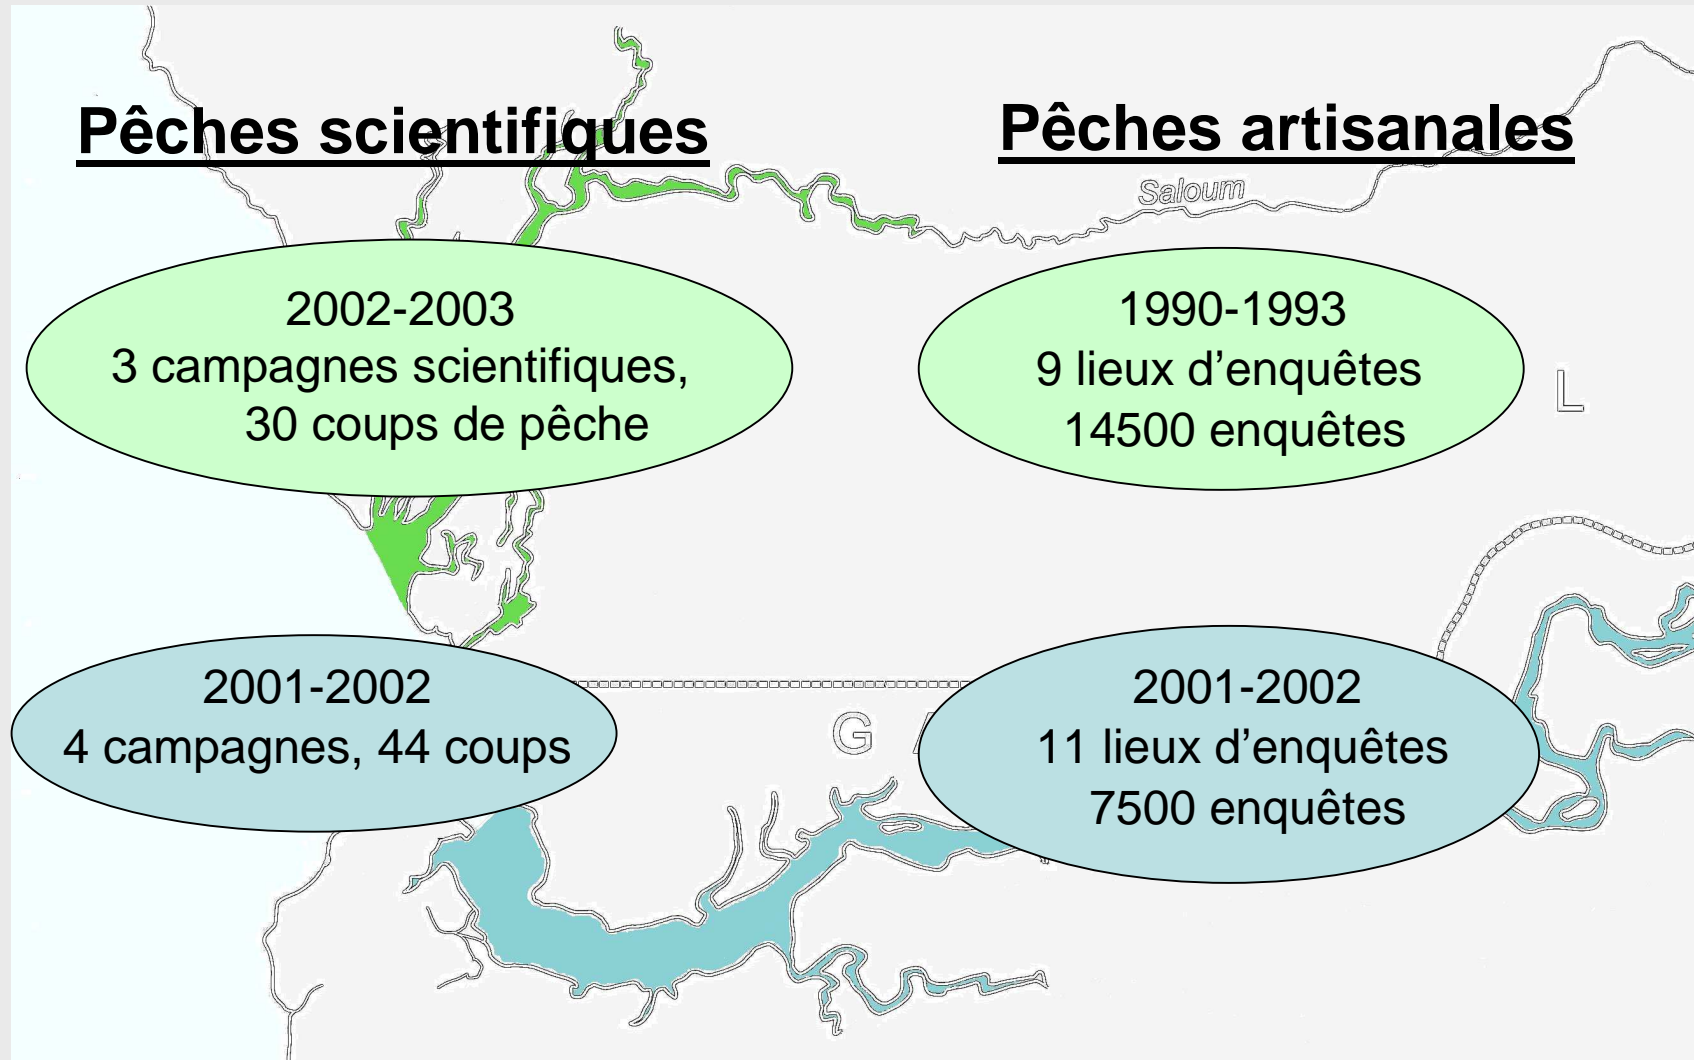 Pêches scientifiques
Pêches artisanales
Saloum
2002-2003
3 campagnes scientifiques,
30 coups de pêche
1990-1993
9 lieux d’enquêtes
14500 enquêtes
L
2001-2002
4 campagnes, 44 coups
G
2001-2002
11 lieux d’enquêtes
7500 enquêtes